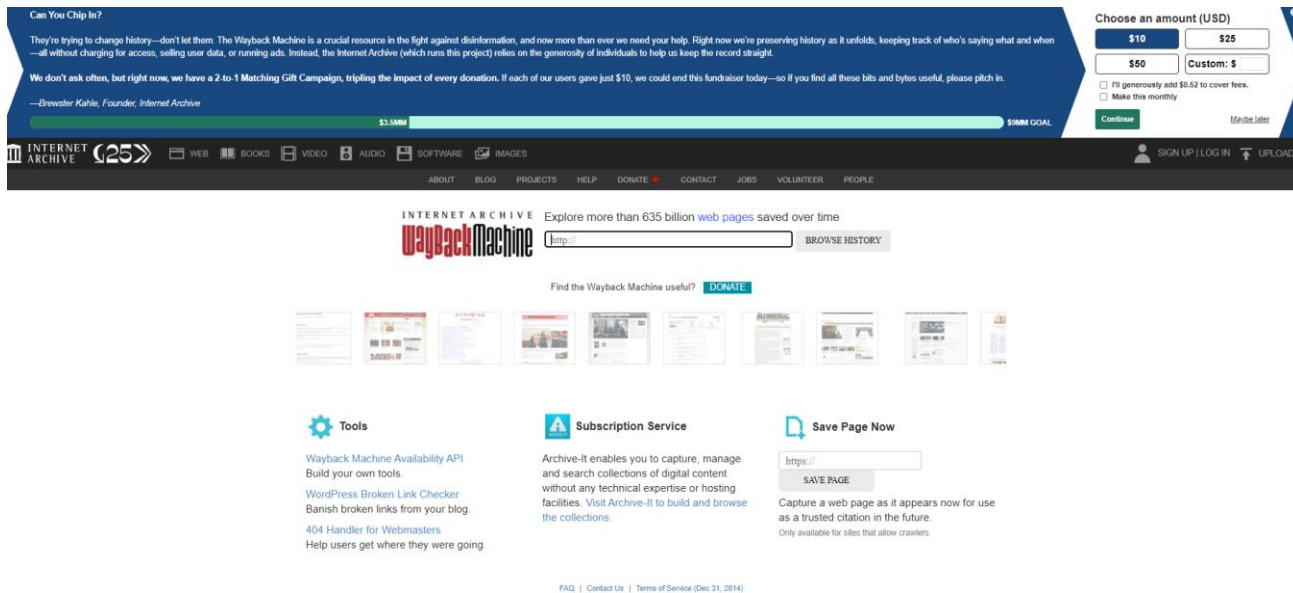 Can You Chip In?
They're trying to change history—don't let them. The Wayback Machine is a crucial resource in the fight against disinformation, and now more than ever we need your help. Right now we're preserving history as it unfolds, keeping track of who's saying what and when
—all without charging for access, selling user data, or running ads. Instead, the Internet Archive (which runs this project) relies on the generosity of individuals to help us keep the record straight.
We don't ask often, but right now, we have a 2-to-1 Matching Gift Campaign, tripling the impact of every donation. If each of our users gave just $10, we could end this fundraiser today—so if you find all these bits and bytes useful, please pitch in.
—Brewster Kahle, Founder, Internet Archive
$3.5MM
$9MM GOAL
Choose an amount (USD)
$10 $25
$50 Custom: $
I'll generously add $0.52 to cover fees.
Make this monthly
Continue Maybe later
INTERNET ARCHIVE 25 WEB BOOKS VIDEO AUDIO SOFTWARE IMAGES SIGN UP | LOG IN UPLOAD
ABOUT BLOG PROJECTS HELP DONATE CONTACT JOBS VOLUNTEER PEOPLE
INTERNET ARCHIVE
WayBackMachine
Explore more than 635 billion web pages saved over time
http:// BROWSE HISTORY
Find the Wayback Machine useful? DONATE
Tools
Wayback Machine Availability API
Build your own tools.
WordPress Broken Link Checker
Banish broken links from your blog.
404 Handler for Webmasters
Help users get where they were going.
Subscription Service
Archive-It enables you to capture, manage
and search collections of digital content
without any technical expertise or hosting
facilities. Visit Archive-It to build and browse
the collections.
Save Page Now
https://
SAVE PAGE
Capture a web page as it appears now for use
as a trusted citation in the future.
Only available for sites that allow crawlers.
FAQ | Contact Us | Terms of Service (Dec 31, 2014)